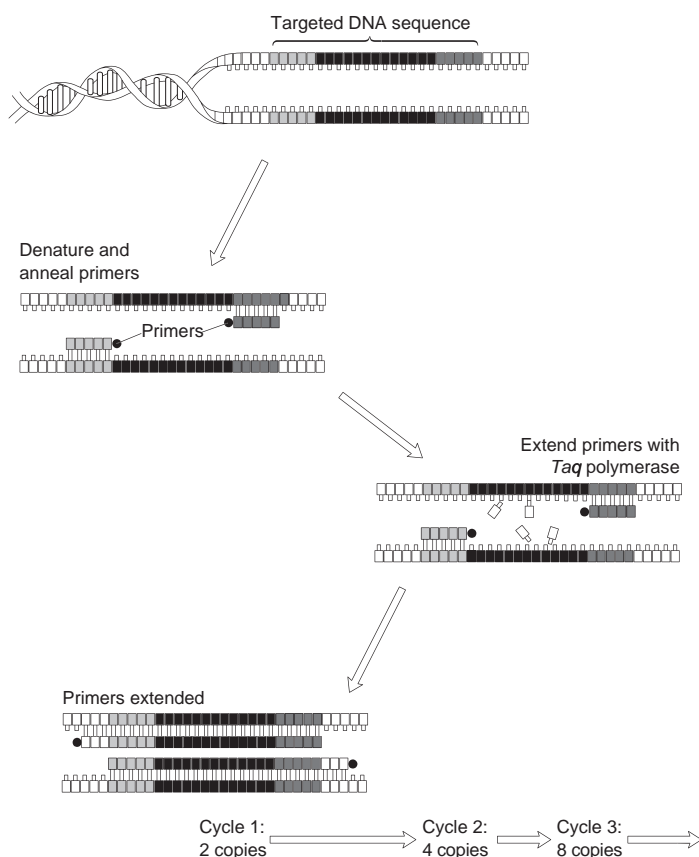 Targeted DNA sequence
Denature and
anneal primers
Primers
Extend primers with
Taq polymerase
Primers extended
Cycle 1:
2 copies
Cycle 2:
4 copies
Cycle 3:
8 copies